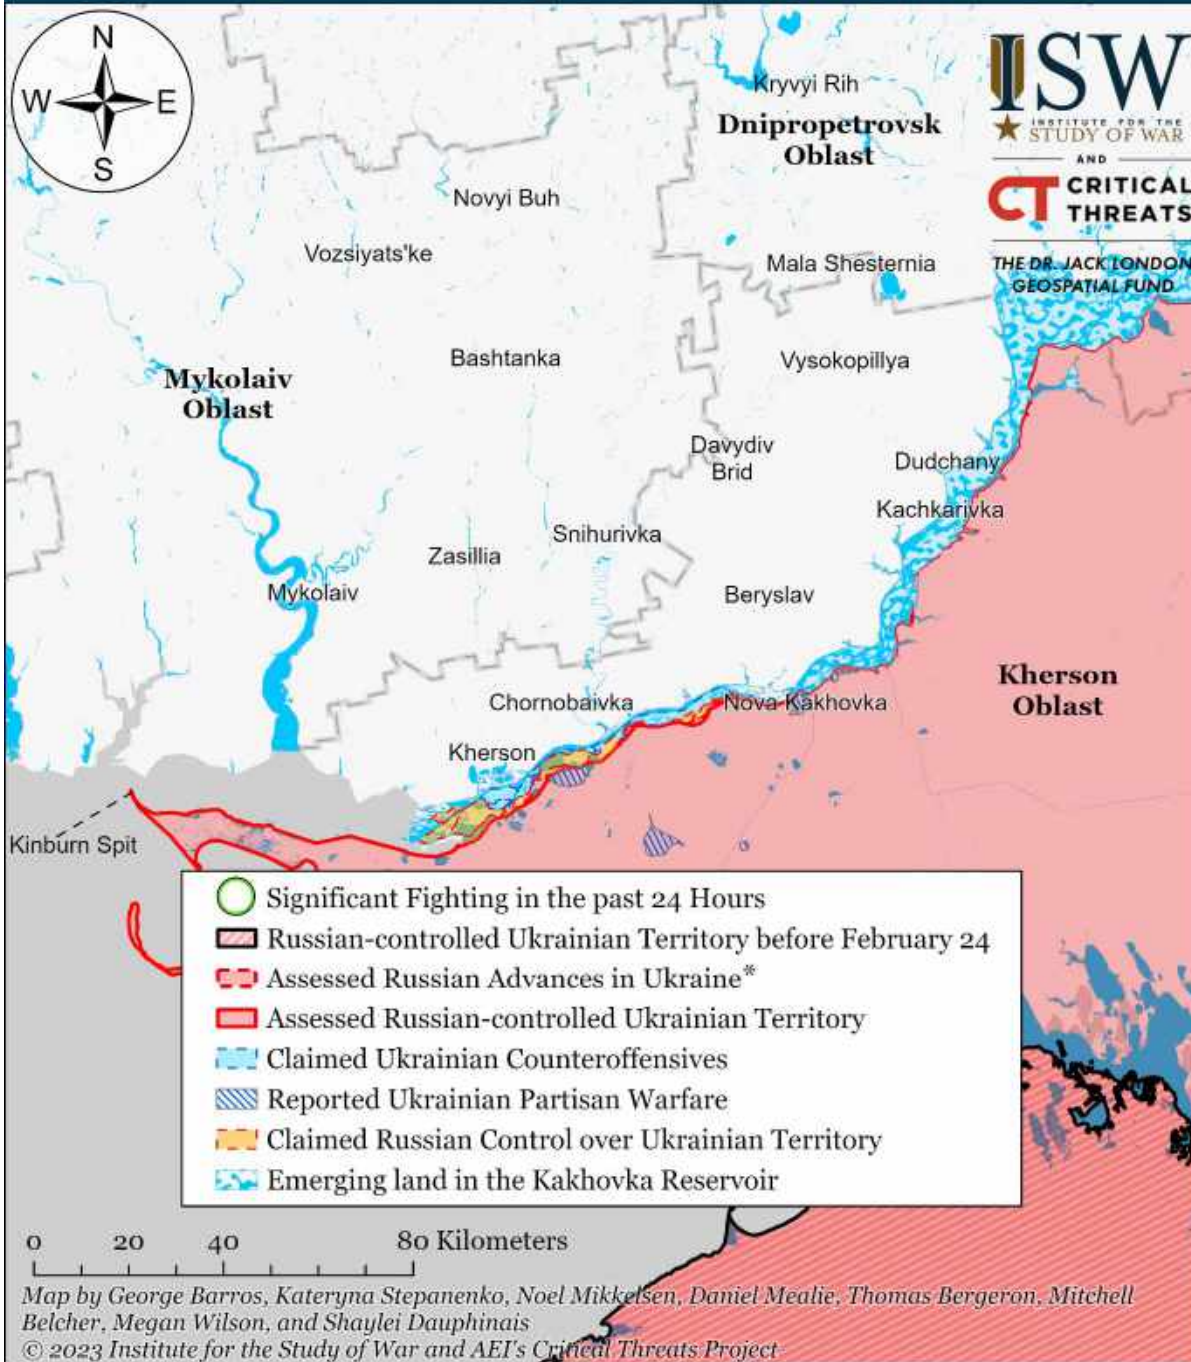 N
W
E
S
ISW
INSTITUTE FOR THE
STUDY OF WAR
AND
CT CRITICAL
THREATS
THE DR. JACK LONDON
GEOSPATIAL FUND
Kryvyi Rih
Dnipropetrovsk
Oblast
Novyi Buh
Vozsiyats'ke
Mala Shesternia
Bashtanka
Vysokopillya
Mykolaiv
Oblast
Davydiv
Brid
Dudchany
Kachkarivka
Snihurivka
Zasillia
Mykolaiv
Beryslav
Kherson
Oblast
Chornobaivka
Nova Kakhovka
Kherson
Kinburn Spit
Significant Fighting in the past 24 Hours
Russian-controlled Ukrainian Territory before February 24
Assessed Russian Advances in Ukraine*
Assessed Russian-controlled Ukrainian Territory
Claimed Ukrainian Counteroffensives
Reported Ukrainian Partisan Warfare
Claimed Russian Control over Ukrainian Territory
Emerging land in the Kakhovka Reservoir
0 20 40 80 Kilometers
Map by George Barros, Kateryna Stepanenko, Noel Mikkelsen, Daniel Mealie, Thomas Bergeron, Mitchell
Belcher, Megan Wilson, and Shaylei Dauphinais
© 2023 Institute for the Study of War and AEI's Critical Threats Project